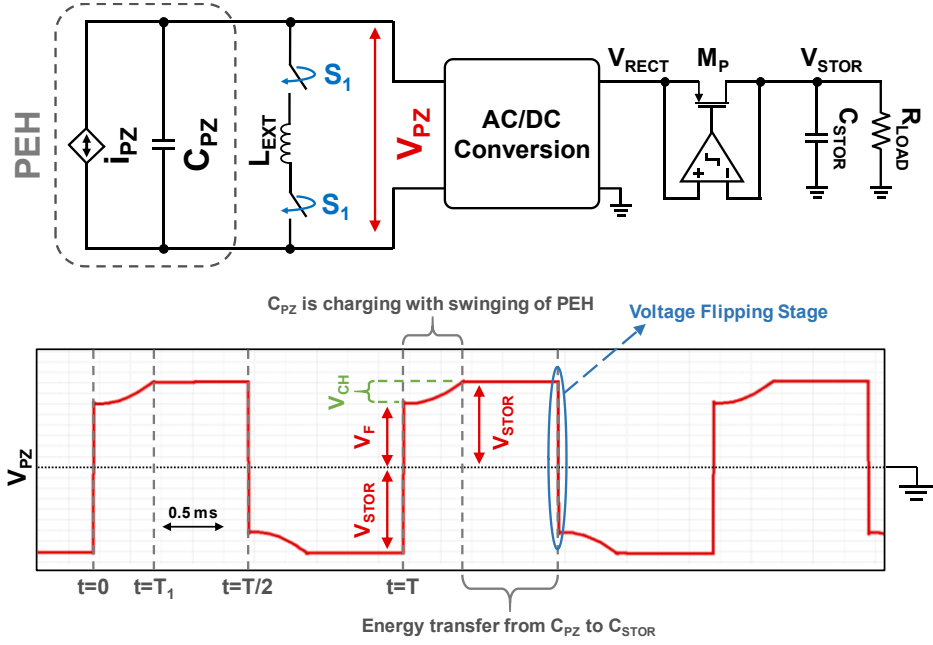 PEH
iPZ
CPZ
LEXT
S1
S1
VPZ
AC/DC
Conversion
VRECT
MP
VSTOR
CSTOR
RLOAD
+
-
CPZ is charging with swinging of PEH
Voltage Flipping Stage
VPZ
VCH
VF
VSTOR
VSTOR
0.5 ms
t=0
t=T1
t=T/2
t=T
Energy transfer from CPZ to CSTOR